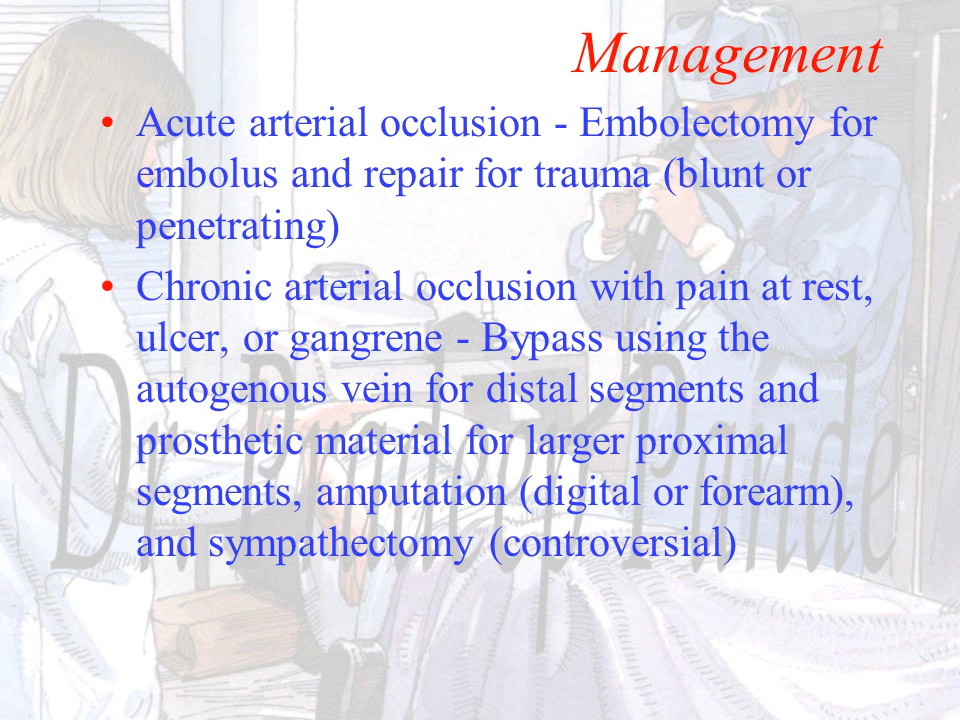 Management
• Acute arterial occlusion - Embolectomy for
embolus and repair for trauma (blunt or
penetrating)
• Chronic arterial occlusion with pain at rest,
ulcer, or gangrene - Bypass using the
autogenous vein for distal segments and
prosthetic material for larger proximal
segments, amputation (digital or forearm),
and sympathectomy (controversial)